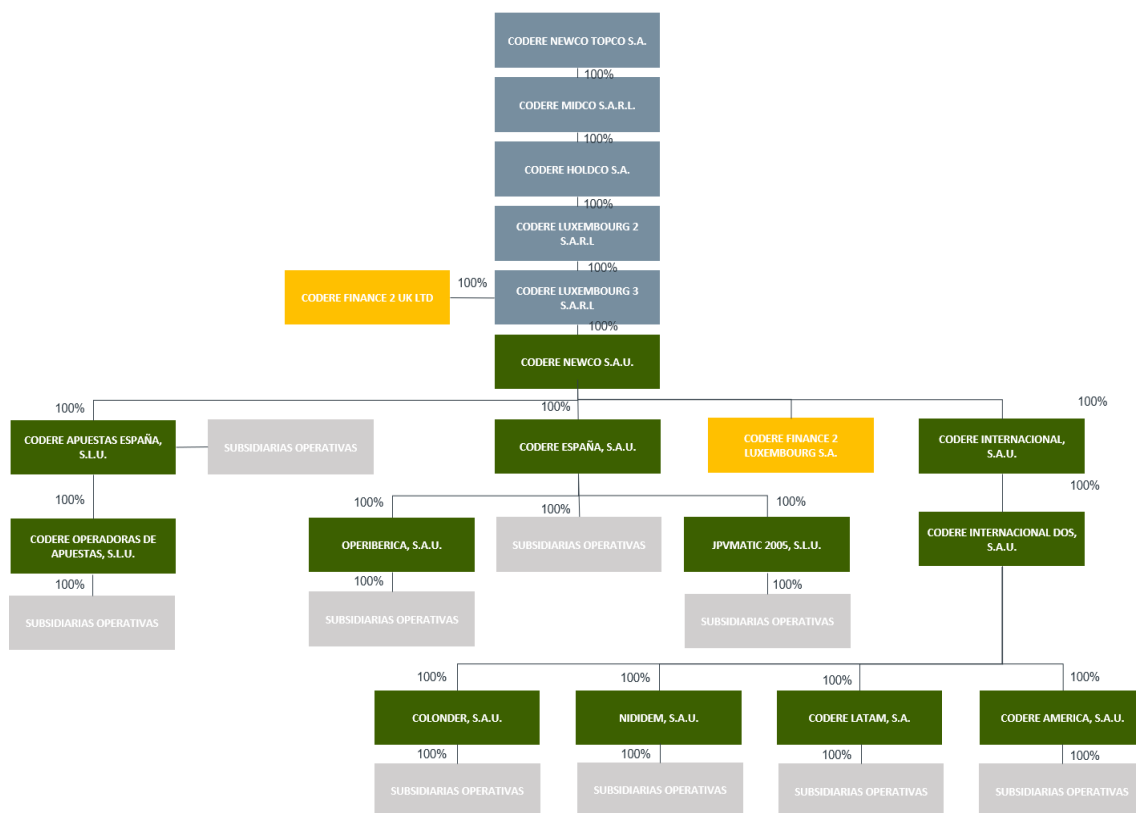 CODERE NEWCO TOPCO S.A.
100%
CODERE MIDCO S.A.R.L.
100%
CODERE HOLDCO S.A.
100%
CODERE LUXEMBOURG 2
S.A.R.L
100%
CODERE FINANCE 2 UK LTD
100%
CODERE LUXEMBOURG 3
S.A.R.L
100%
CODERE NEWCO S.A.U.
100%
100%
100%
CODERE APUESTAS ESPAÑA,
S.L.U.
SUBSIDIARIAS OPERATIVAS
CODERE ESPAÑA, S.A.U.
CODERE FINANCE 2
LUXEMBOURG S.A.
CODERE INTERNACIONAL,
S.A.U.
100%
100%
100%
100%
100%
CODERE OPERADORAS DE
APUESTAS, S.L.U.
OPERIBERICA, S.A.U.
SUBSIDIARIAS OPERATIVAS
JPVMATIC 2005, S.L.U.
CODERE INTERNACIONAL DOS,
S.A.U.
100%
100%
100%
SUBSIDIARIAS OPERATIVAS
SUBSIDIARIAS OPERATIVAS
SUBSIDIARIAS OPERATIVAS
100%
100%
100%
100%
COLONDER, S.A.U.
NIDIDEM, S.A.U.
CODERE LATAM, S.A.
CODERE AMERICA, S.A.U.
100%
100%
100%
100%
SUBSIDIARIAS OPERATIVAS
SUBSIDIARIAS OPERATIVAS
SUBSIDIARIAS OPERATIVAS
SUBSIDIARIAS OPERATIVAS